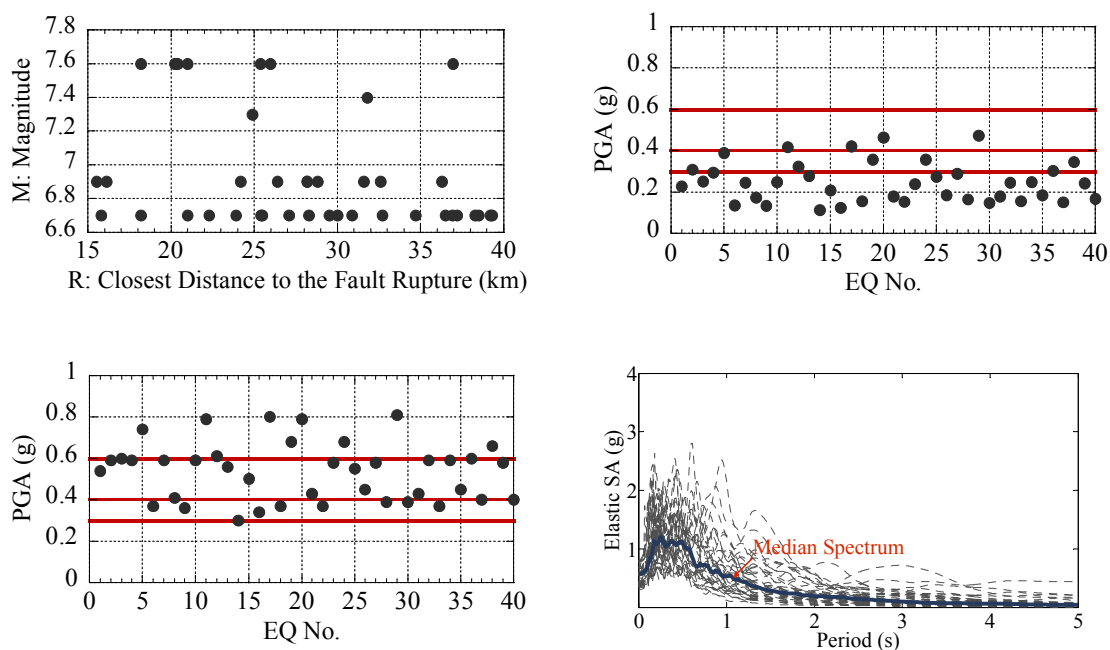 7.8
7.6
7.4
7.2
7
6.8
6.6
15 20 25 30 35 40
M: Magnitude
R: Closest Distance to the Fault Rupture (km)
1
0.8
0.6
0.4
0.2
0
0 5 10 15 20 25 30 35 40
PGA (g)
EQ No.
1
0.8
0.6
0.4
0.2
0
0 5 10 15 20 25 30 35 40
PGA (g)
EQ No.
4
3
2
1
0
0 1 2 3 4 5
Elastic SA (g)
Median Spectrum
Period (s)